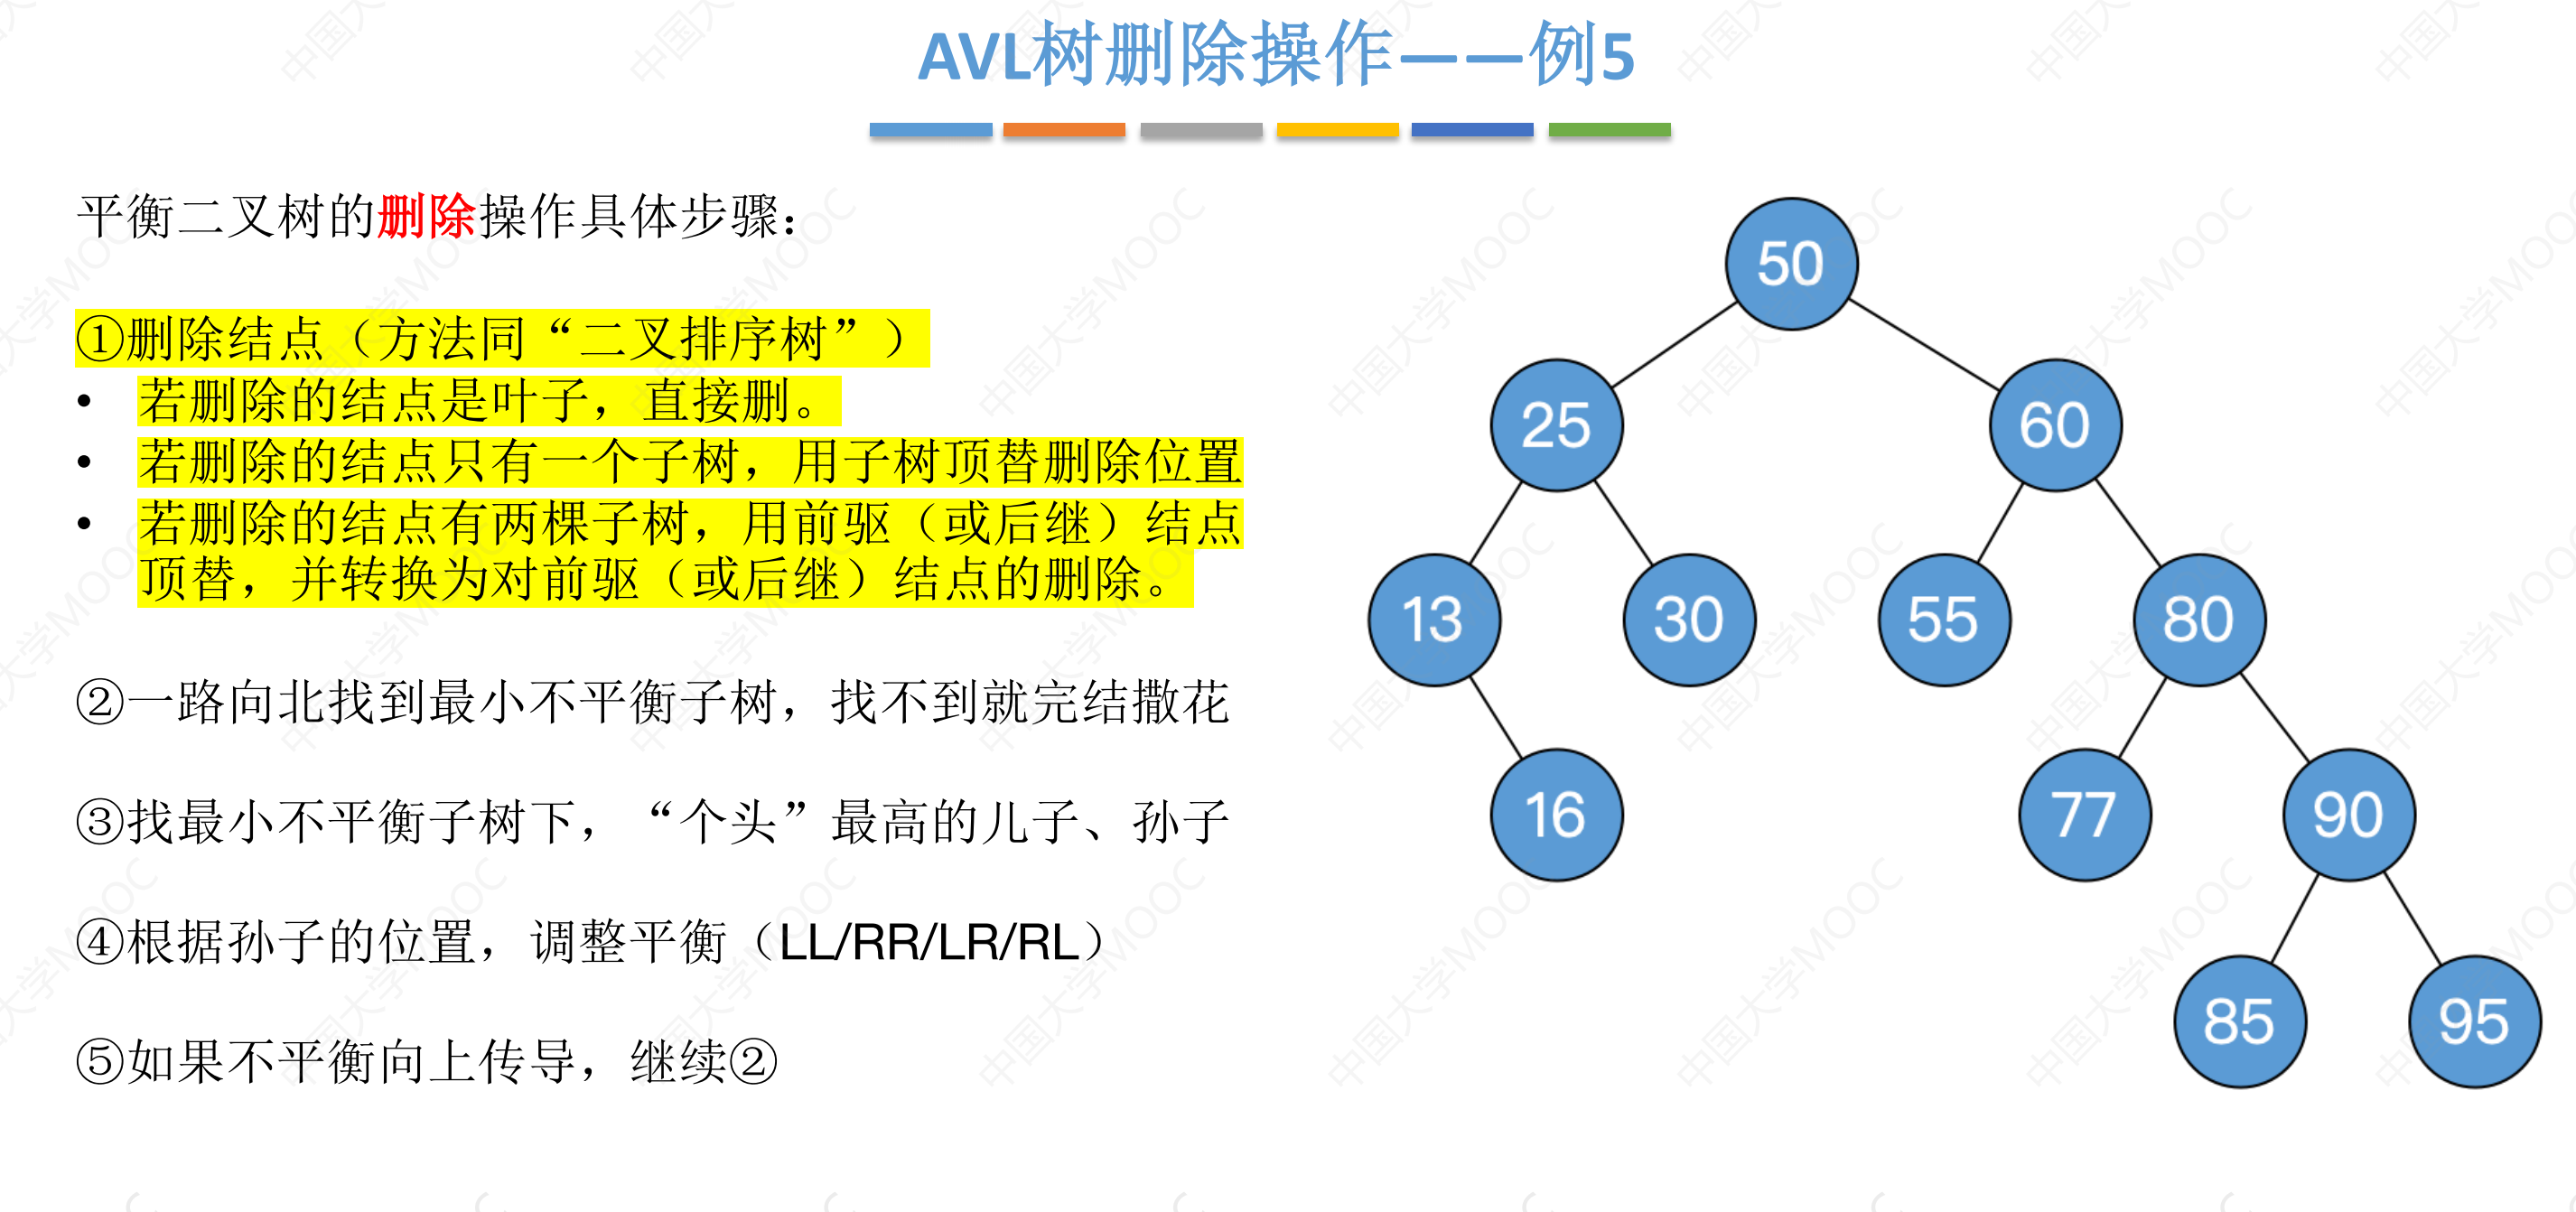 AVL树删除操作——例5
平衡二叉树的删除操作具体步骤：
①删除结点（方法同“二叉排序树”）
• 若删除的结点是叶子，直接删。
• 若删除的结点只有一个子树，用子树顶替删除位置
• 若删除的结点有两棵子树，用前驱（或后继）结点
顶替，并转换为对前驱（或后继）结点的删除。
②一路向北找到最小不平衡子树，找不到就完结撒花
③找最小不平衡子树下，“个头”最高的儿子、孙子
④根据孙子的位置，调整平衡（LL/RR/LR/RL）
⑤如果不平衡向上传导，继续②
50
25
60
13
30
55
80
16
77
90
85
95
中国大学MOOC